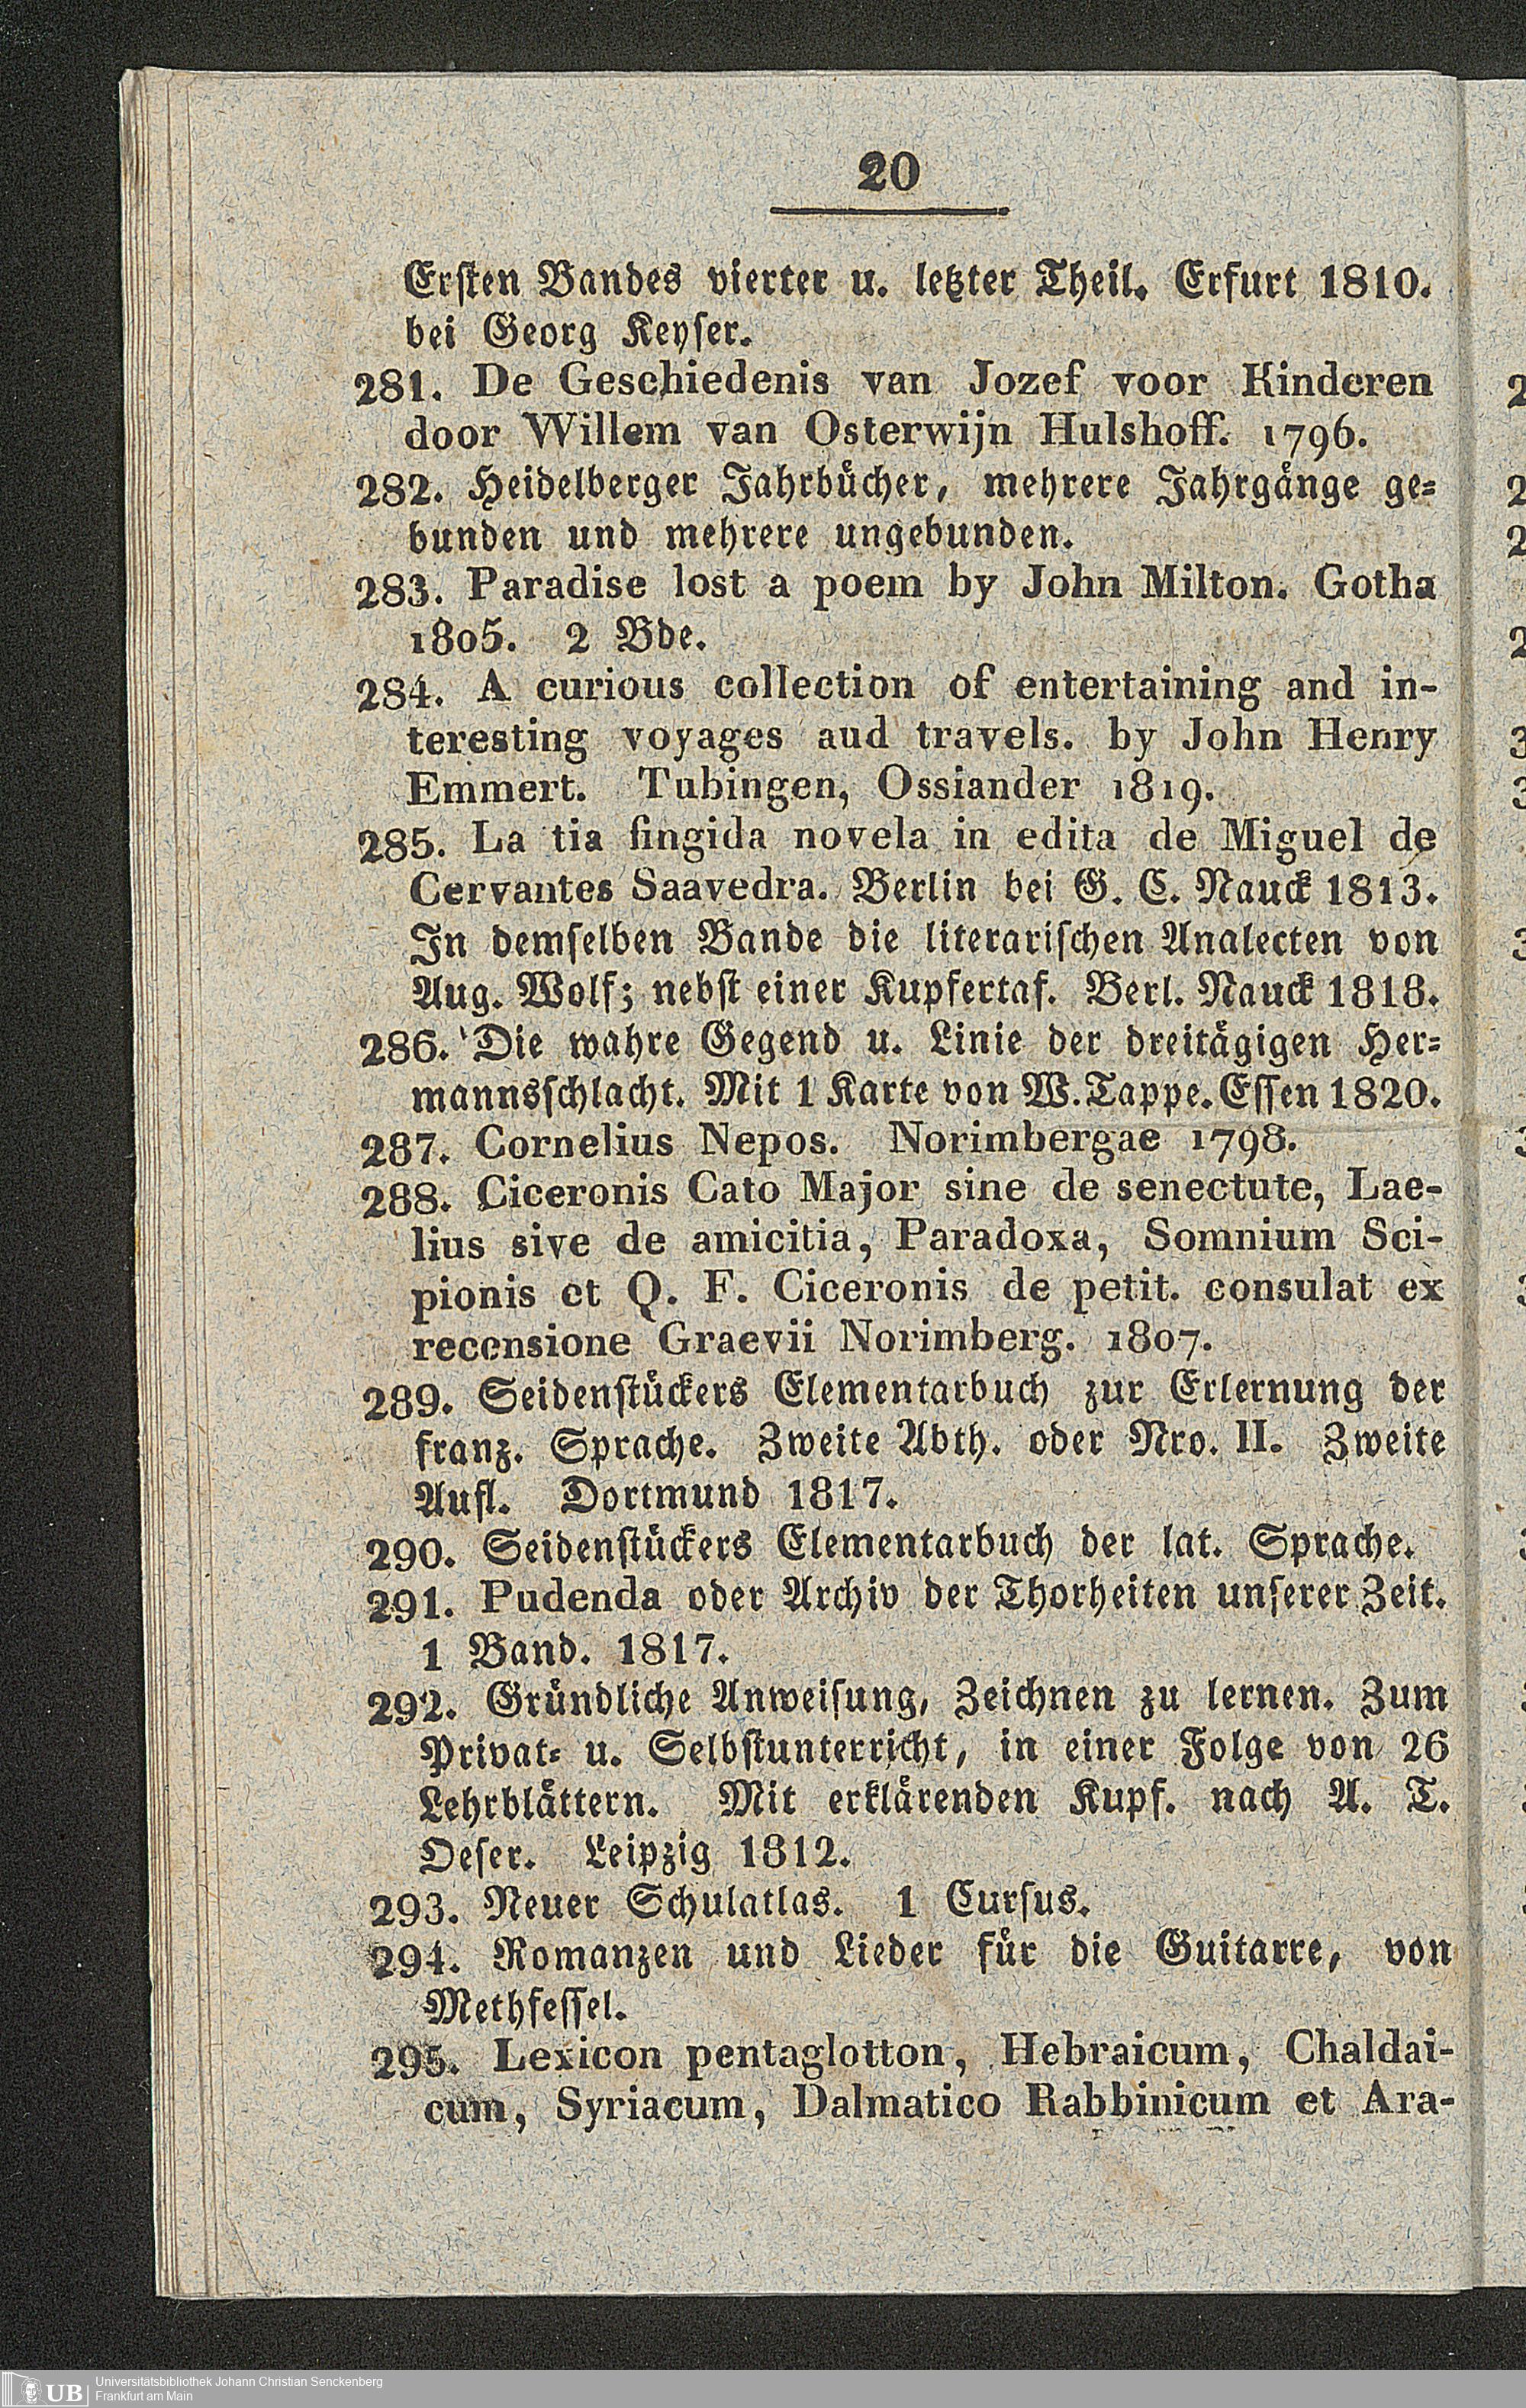 20
Ersten Bandes vierter u. letzter Theil. Erfurt 1810.
bei Georg Keyser.
281. De Geschiedenis van Jozef voor Kinderen
door Willem van Osterwijn Hulshoff. 1796.
282. Heidelberger Jahrbücher, mehrere Jahrgänge ge-
bunden und mehrere ungebunden.
283. Paradise lost a poem by John Milton. Gotha
1805. 2 Bde.
284. A curious collection of entertaining and in-
teresting voyages aud travels. by John Henry
Emmert. Tubingen, Ossiander 1819.
285. La tia fingida novela in edita de Miguel de
Cervantes Saavedra. Berlin bei G. C. Nauck 1813.
In demselben Bande die literarischen Analecten von
Aug. Wolf; nebst einer Kupfertaf. Berl. Nauck 1818.
286. Die wahre Gegend u. Linie der dreitägigen Her-
mannsschlacht. Mit 1 Karte von W. Tappe. Essen 1820.
287. Cornelius Nepos. Norimbergae 1798.
288. Ciceronis Cato Major sine de senectute, Lae-
lius sive de amicitia, Paradoxa, Somnium Sci-
pionis et Q. F. Ciceronis de petit. consulat ex
recensione Graevii Norimberg. 1807.
289. Seidenstückers Elementarbuch zur Erlernung der
franz. Sprache. Zweite Abth. oder Nro. II. Zweite
Aufl. Dortmund 1817.
290. Seidenstückers Elementarbuch der lat. Sprache.
291. Pudenda oder Archiv der Thorheiten unserer Zeit.
1 Band. 1817.
292. Gründliche Anweisung, Zeichnen zu lernen. Zum
Privat- u. Selbstunterricht, in einer Folge von 26
Lehrblättern. Mit erklärenden Kupf. nach A. T.
Oeser. Leipzig 1812.
293. Neuer Schulatlas. 1 Cursus.
294. Romanzen und Lieder für die Guitarre, von
Methfessel.
295. Lexicon pentaglotton, Hebraicum, Chaldai-
cum, Syriacum, Dalmatico Rabbinicum et Ara-
UB Universitätsbibliothek Johann Christian Senckenberg
Frankfurt am Main